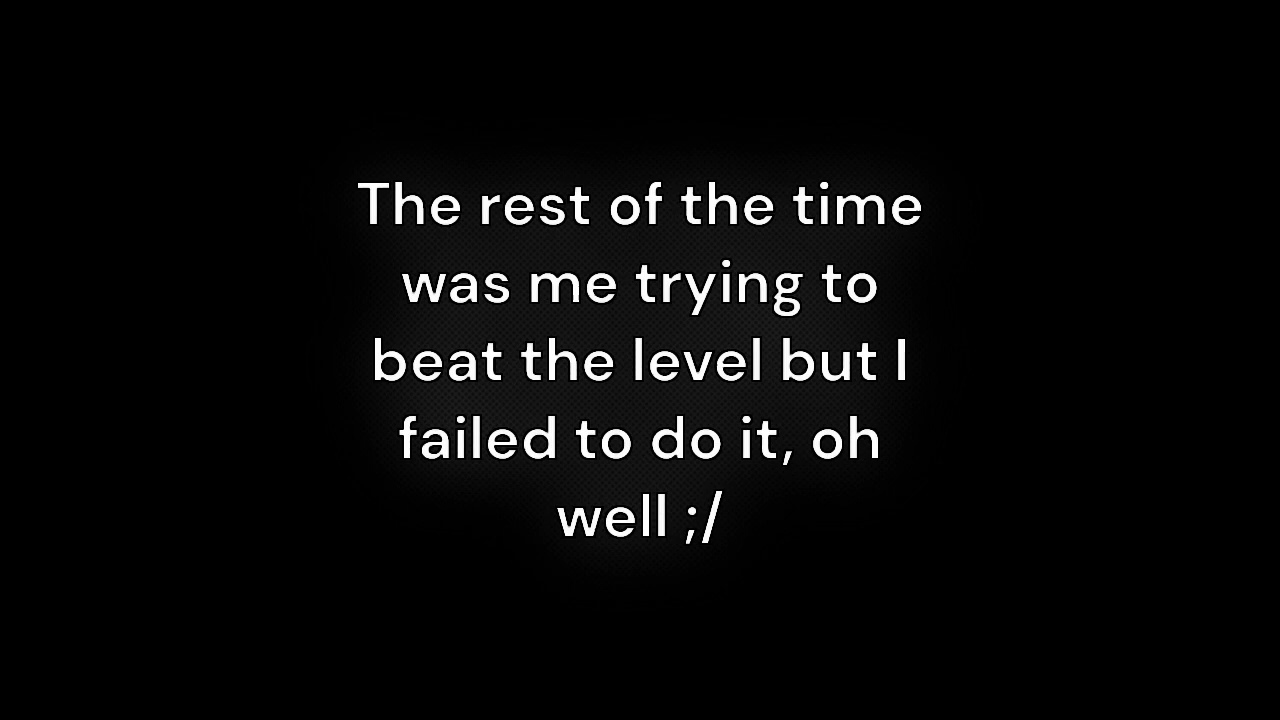 The rest of the time
was me trying to
beat the level but I
failed to do it, oh
well ;/